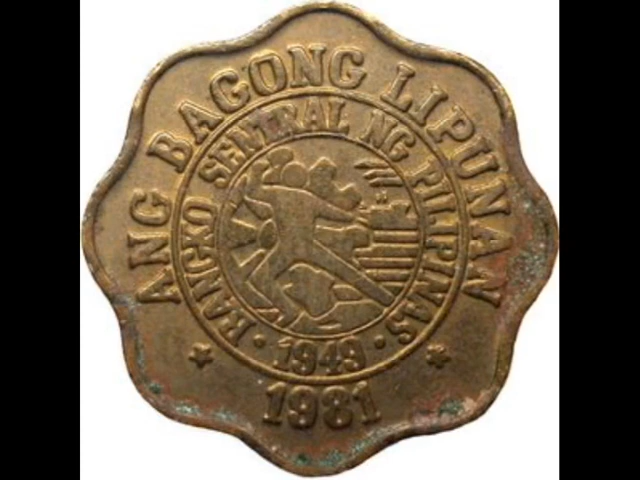 ANG BAGONG LIPUNAN
BANGKO SENTRAL NG PILIPINAS
1949
1981